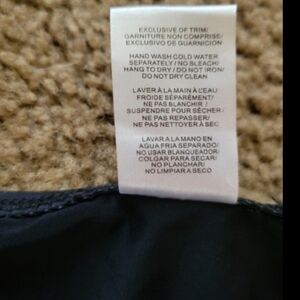 EXCLUSIVE OF TRIM/
GARNITURE NON COMPRISE/
EXCLUSIVO DE GUARNICION
HAND WASH COLD WATER
SEPARATELY / NO BLEACH/
HANG TO DRY / DO NOT IRON/
DO NOT DRY CLEAN
LAVER À LA MAIN À L'EAU
FROIDE SÉPARÉMENT/
NE PAS BLANCHIR /
SUSPENDRE POUR SÉCHER /
NE PAS REPASSER/
NE PAS NETTOYER À SEC
LAVAR A LA MANO EN
AGUA FRIA SEPARADO/
NO USAR BLANQUEADOR/
COLGAR PARA SECAR/
NO PLANCHAR/
NO LIMPIAR A SECO